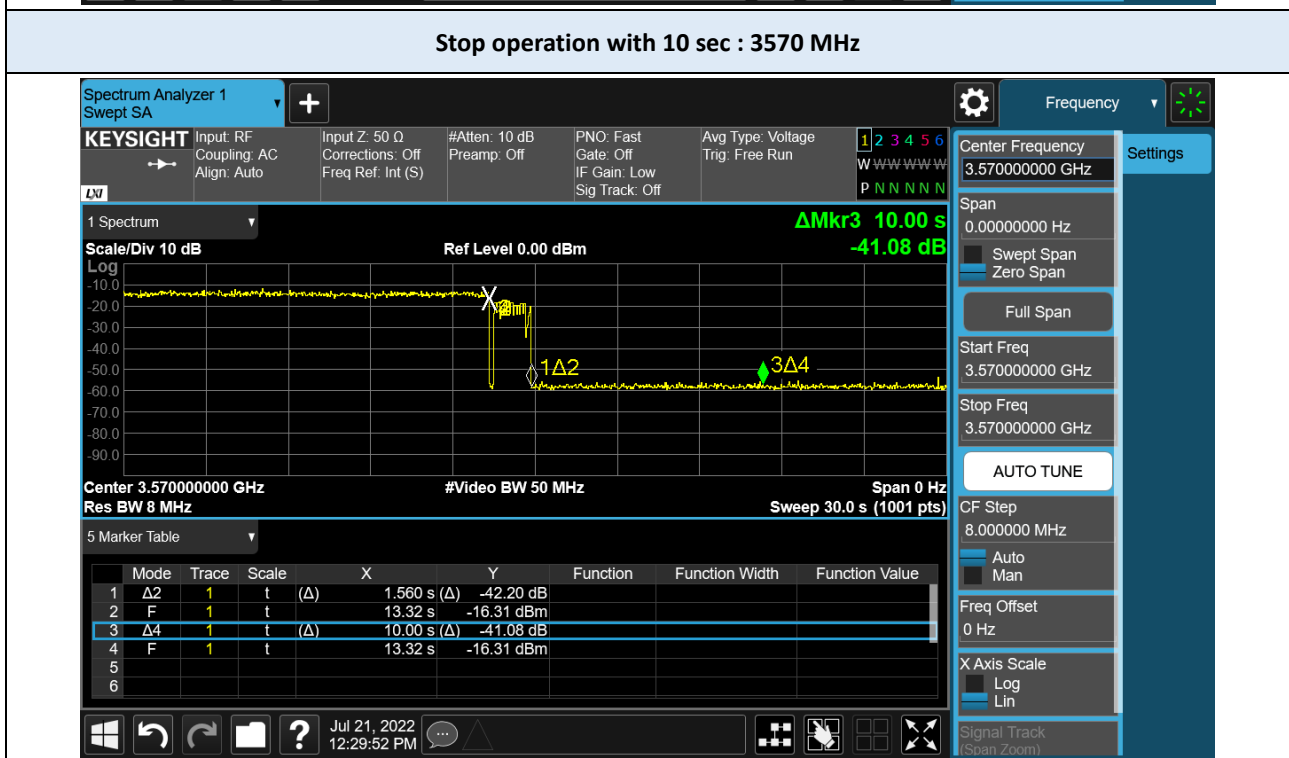 Stop operation with 10 sec : 3570 MHz
Spectrum Analyzer 1
Swept SA
Frequency
KEYSIGHT
LXI
Input: RF
Coupling: AC
Align: Auto
Input Z: 50 Ω
Corrections: Off
Freq Ref: Int (S)
#Atten: 10 dB
Preamp: Off
PNO: Fast
Gate: Off
IF Gain: Low
Sig Track: Off
Avg Type: Voltage
Trig: Free Run
1 2 3 4 5 6
W W W W W W
P N N N N N
1 Spectrum
ΔMkr3 10.00 s
-41.08 dB
Scale/Div 10 dB
Ref Level 0.00 dBm
Log
-10.0
-20.0
-30.0
-40.0
-50.0
-60.0
-70.0
-80.0
-90.0
X
1Δ2
3Δ4
Center 3.570000000 GHz
#Video BW 50 MHz
Span 0 Hz
Res BW 8 MHz
Sweep 30.0 s (1001 pts)
5 Marker Table
Mode Trace Scale X Y Function Function Width Function Value
1 Δ2 1 t (Δ) 1.560 s (Δ) -42.20 dB
2 F 1 t 13.32 s -16.31 dBm
3 Δ4 1 t (Δ) 10.00 s (Δ) -41.08 dB
4 F 1 t 13.32 s -16.31 dBm
5
6
?
Jul 21, 2022
12:29:52 PM
Center Frequency
3.570000000 GHz
Settings
Span
0.00000000 Hz
Swept Span
Zero Span
Full Span
Start Freq
3.570000000 GHz
Stop Freq
3.570000000 GHz
AUTO TUNE
CF Step
8.000000 MHz
Auto
Man
Freq Offset
0 Hz
X Axis Scale
Log
Lin
Signal Track
(Span Zoom)